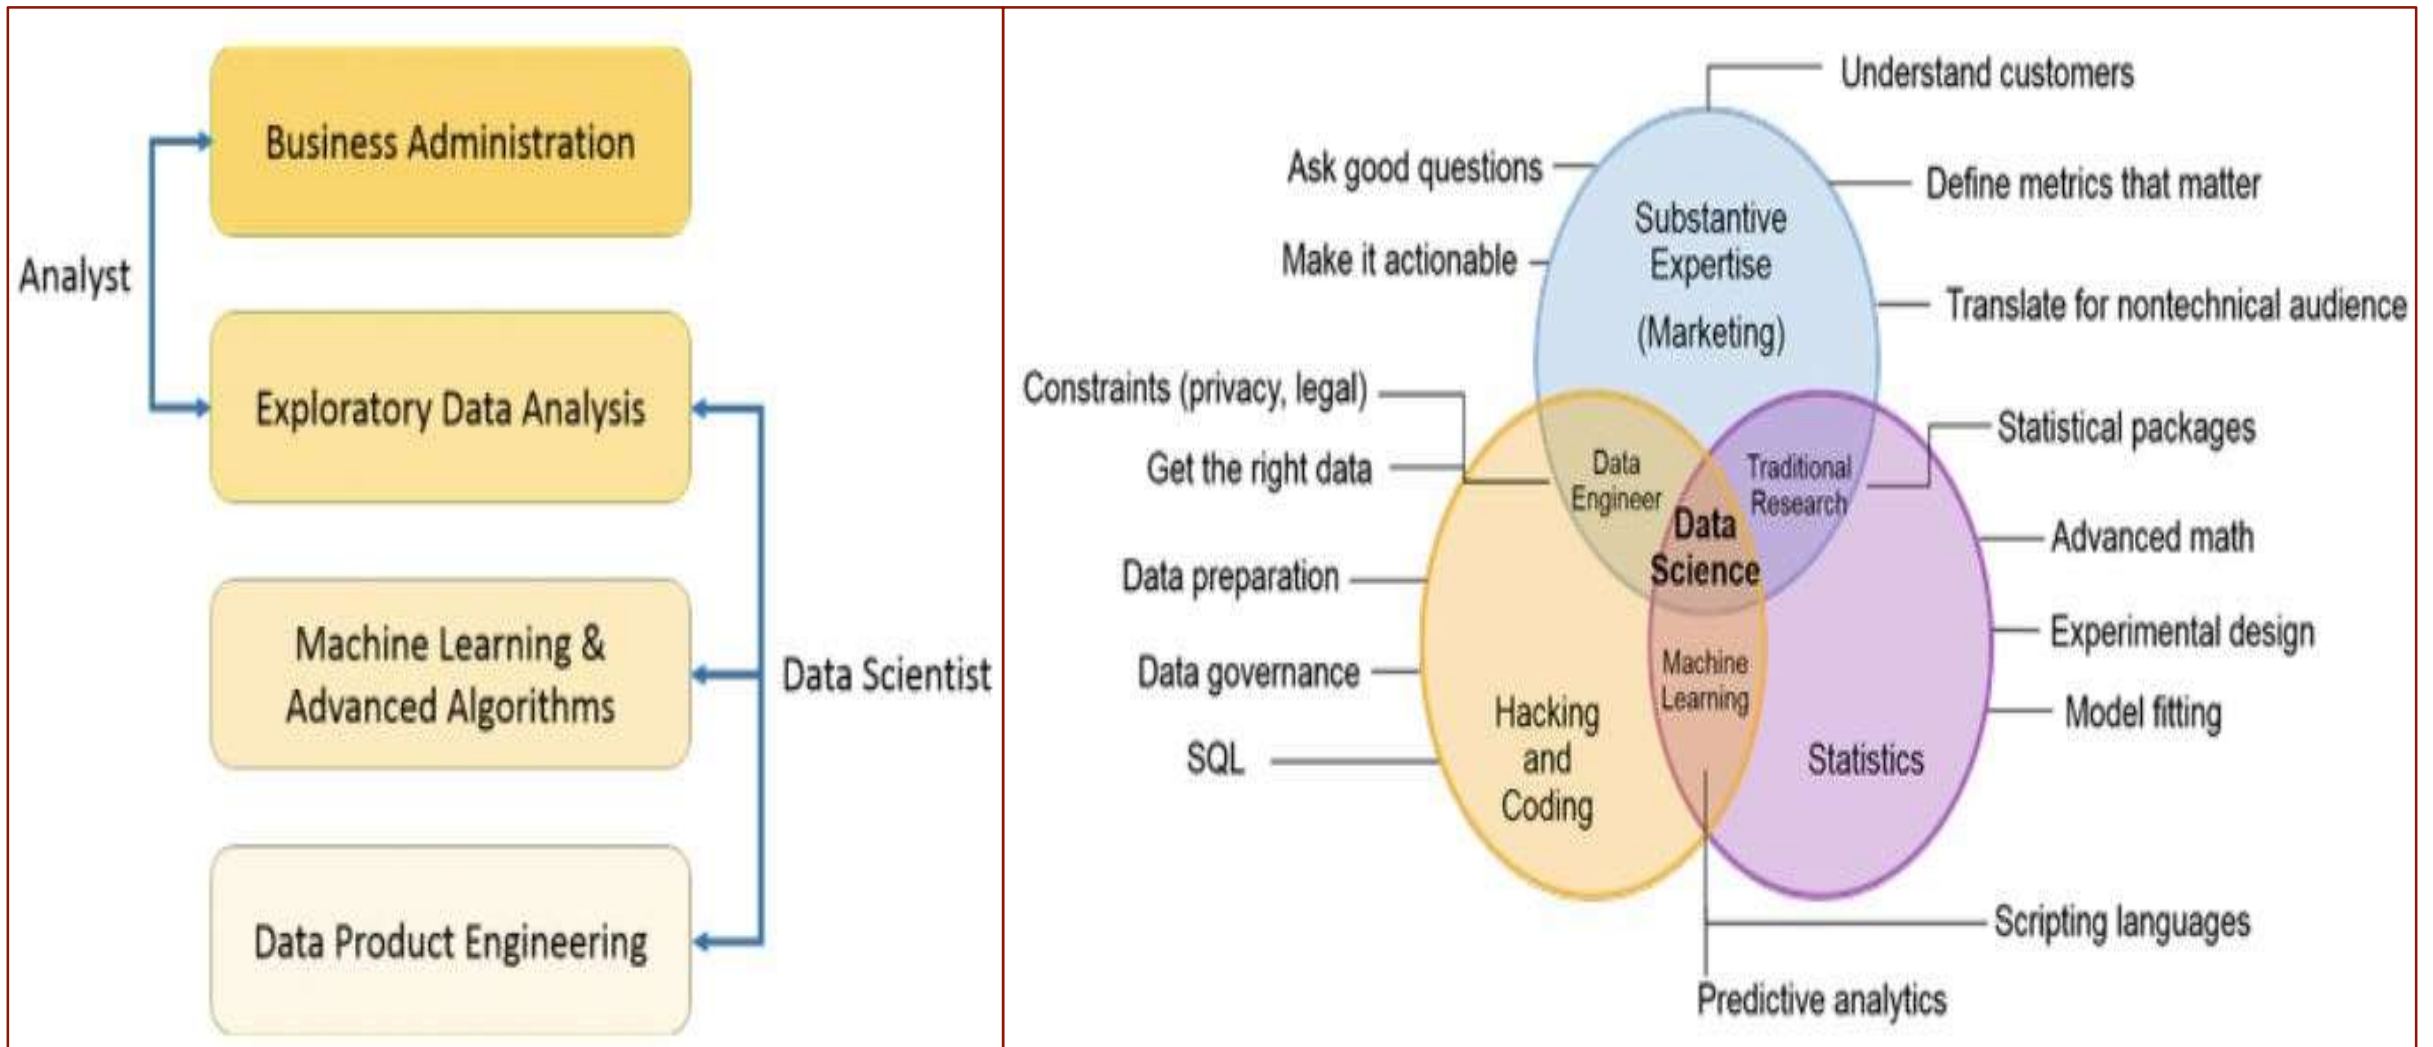 Business Administration
Analyst
Exploratory Data Analysis
Machine Learning &
Advanced Algorithms
Data Scientist
Data Product Engineering
Understand customers
Ask good questions
Define metrics that matter
Make it actionable
Substantive
Expertise
(Marketing)
Translate for nontechnical audience
Constraints (privacy, legal)
Get the right data
Statistical packages
Data
Engineer
Traditional
Research
Data
Science
Advanced math
Data preparation
Experimental design
Data governance
Machine
Learning
Model fitting
Hacking
and
Coding
SQL
Statistics
Scripting languages
Predictive analytics